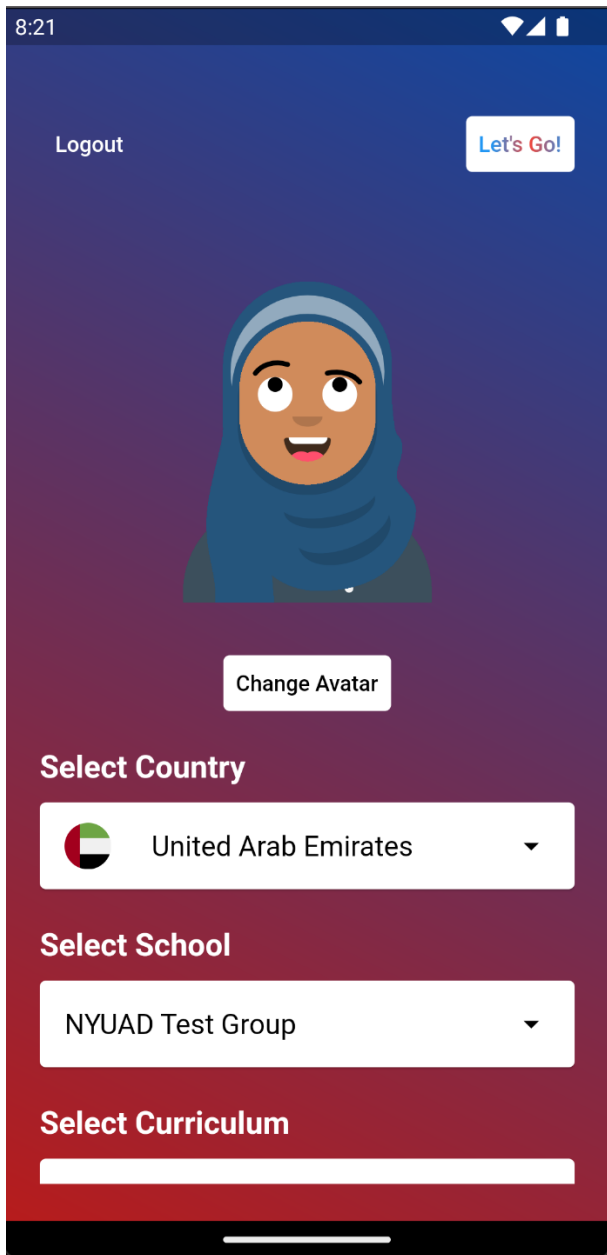 8:21
Logout
Let's Go!
Change Avatar
Select Country
United Arab Emirates
Select School
NYUAD Test Group
Select Curriculum